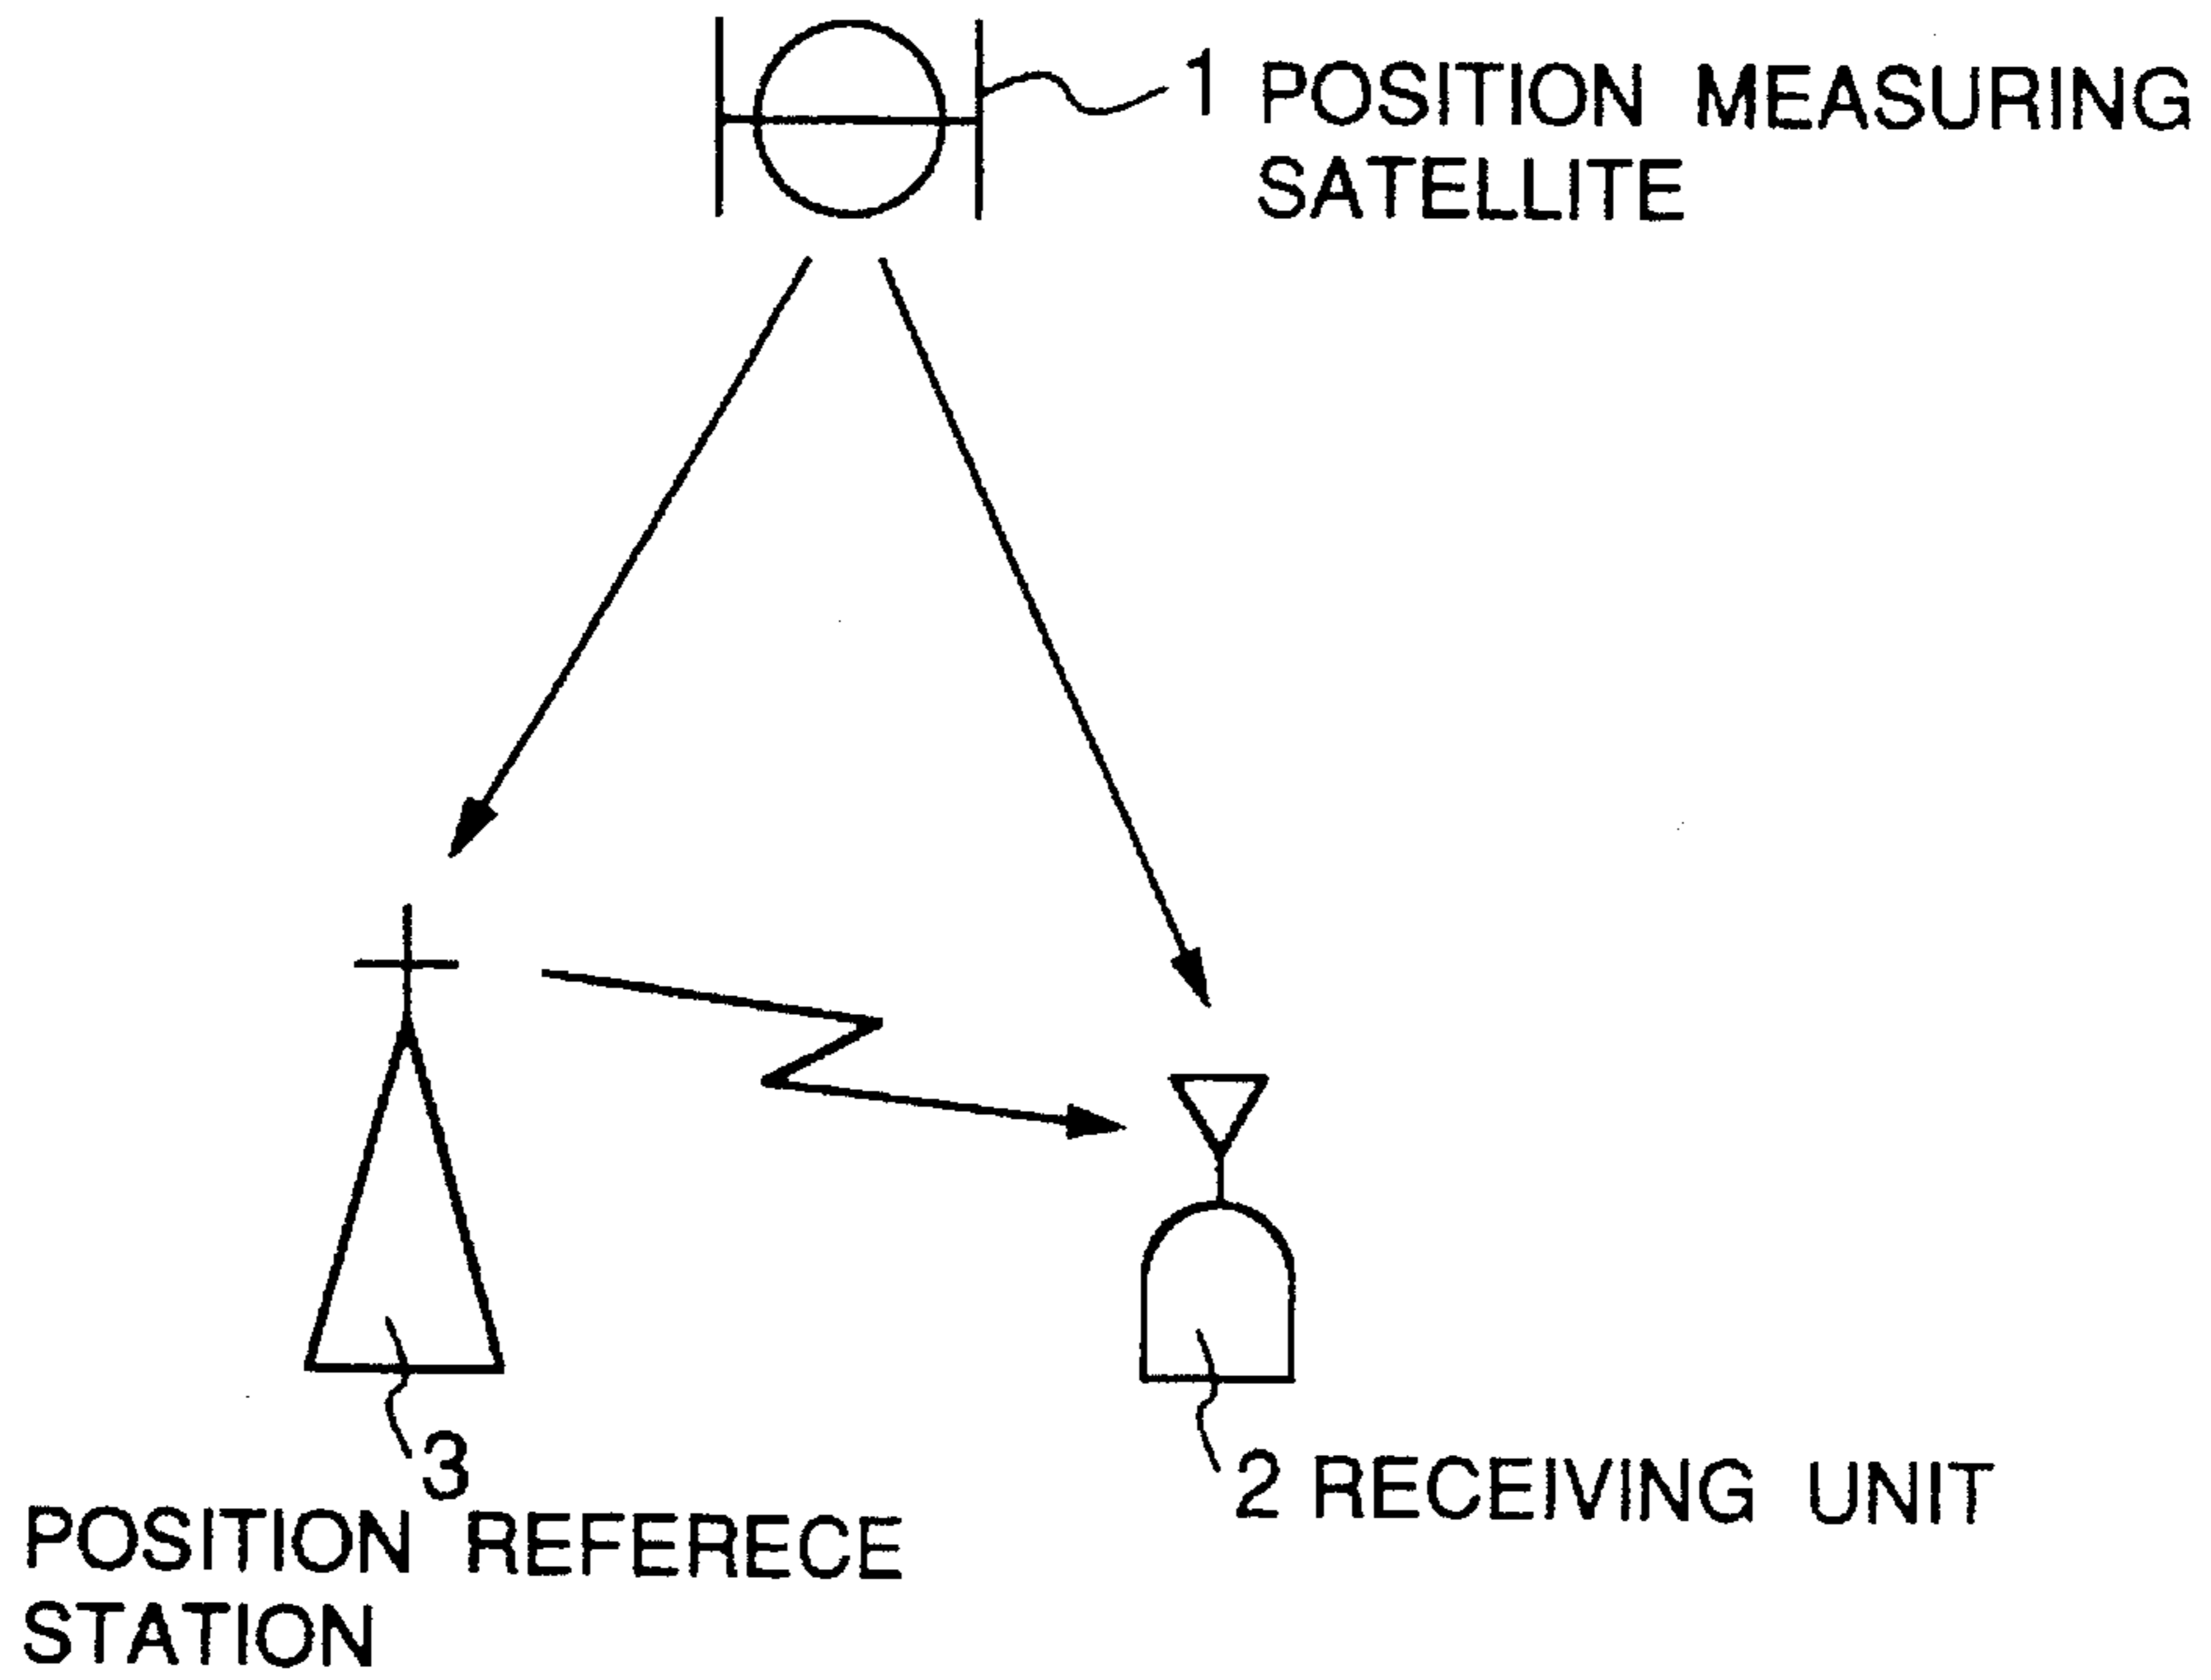 1 POSITION MEASURING
SATELLITE
3
POSITION REFERECE
STATION
2 RECEIVING UNIT